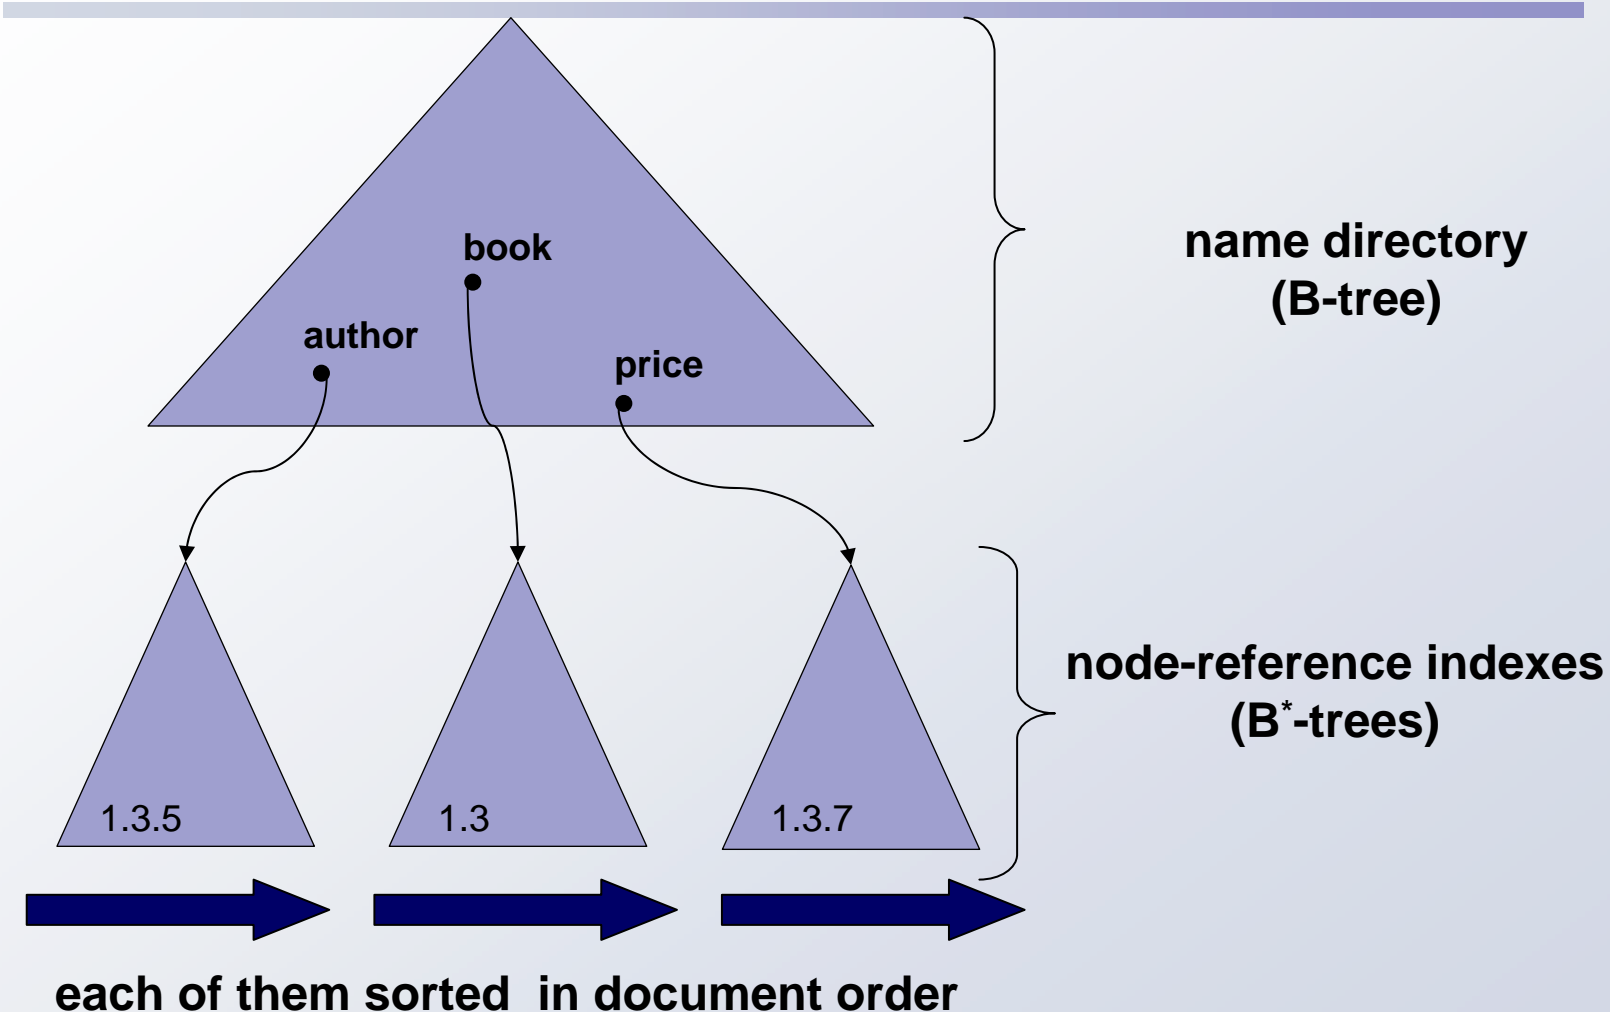 book
author
price
name directory
(B-tree)
node-reference indexes
(B*-trees)
1.3.5
1.3
1.3.7
each of them sorted  in document order